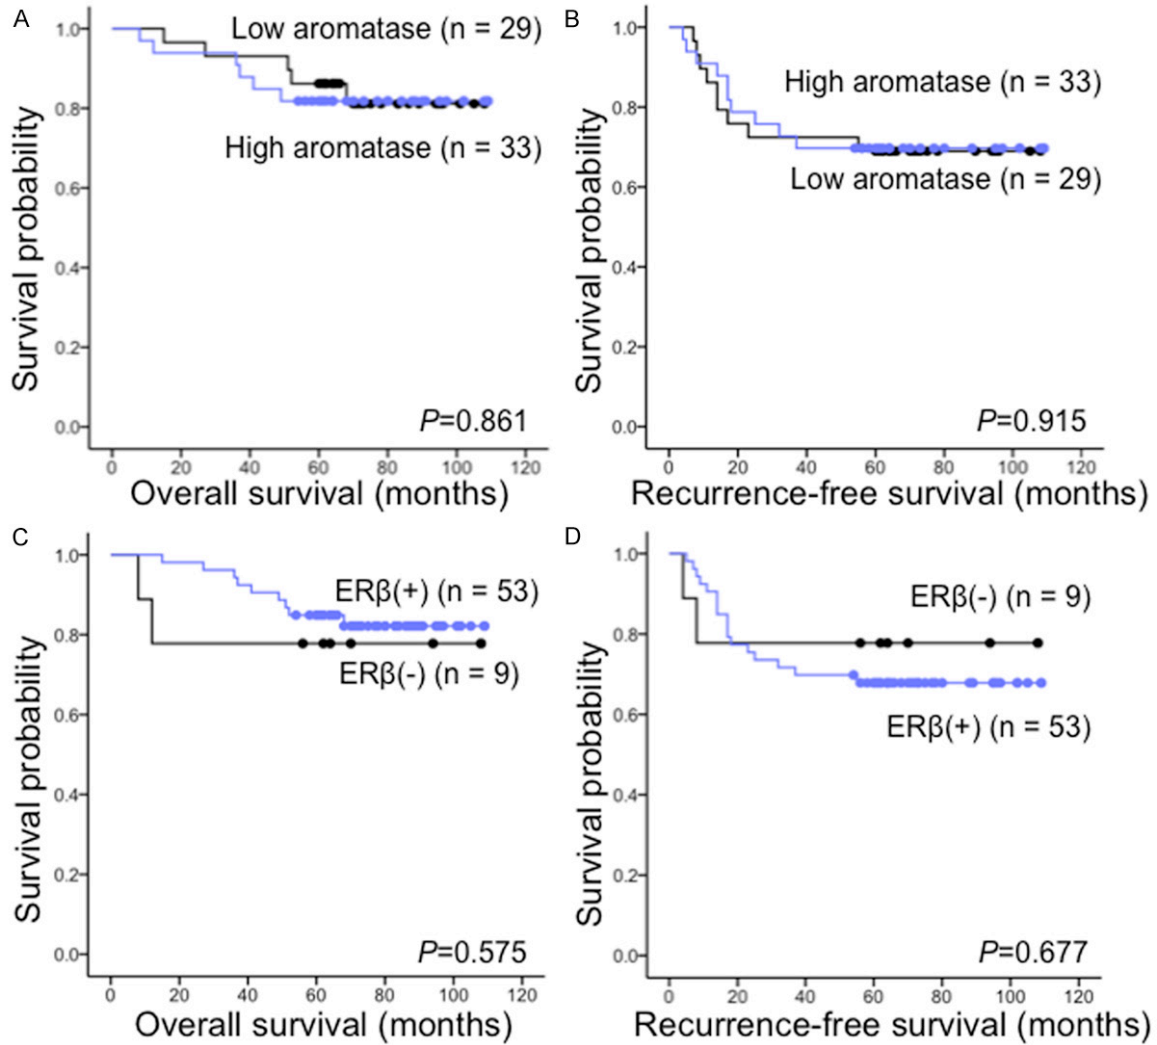 A
Survival probability
1.0
0.8
0.6
0.4
0.2
0.0
Low aromatase (n = 29)
High aromatase (n = 33)
P=0.861
0 20 40 60 80 100 120
Overall survival (months)
B
Survival probability
1.0
0.8
0.6
0.4
0.2
0.0
High aromatase (n = 33)
Low aromatase (n = 29)
P=0.915
0 20 40 60 80 100 120
Recurrence-free survival (months)
C
Survival probability
1.0
0.8
0.6
0.4
0.2
0.0
ERβ(+) (n = 53)
ERβ(-) (n = 9)
P=0.575
0 20 40 60 80 100 120
Overall survival (months)
D
Survival probability
1.0
0.8
0.6
0.4
0.2
0.0
ERβ(-) (n = 9)
ERβ(+) (n = 53)
P=0.677
0 20 40 60 80 100 120
Recurrence-free survival (months)